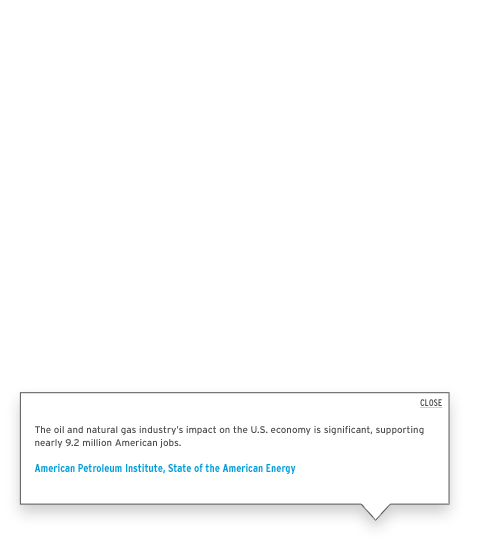 CLOSE
The oil and natural gas industry's impact on the U.S. economy is significant, supporting
nearly 9.2 million American jobs.
American Petroleum Institute, State of the American Energy